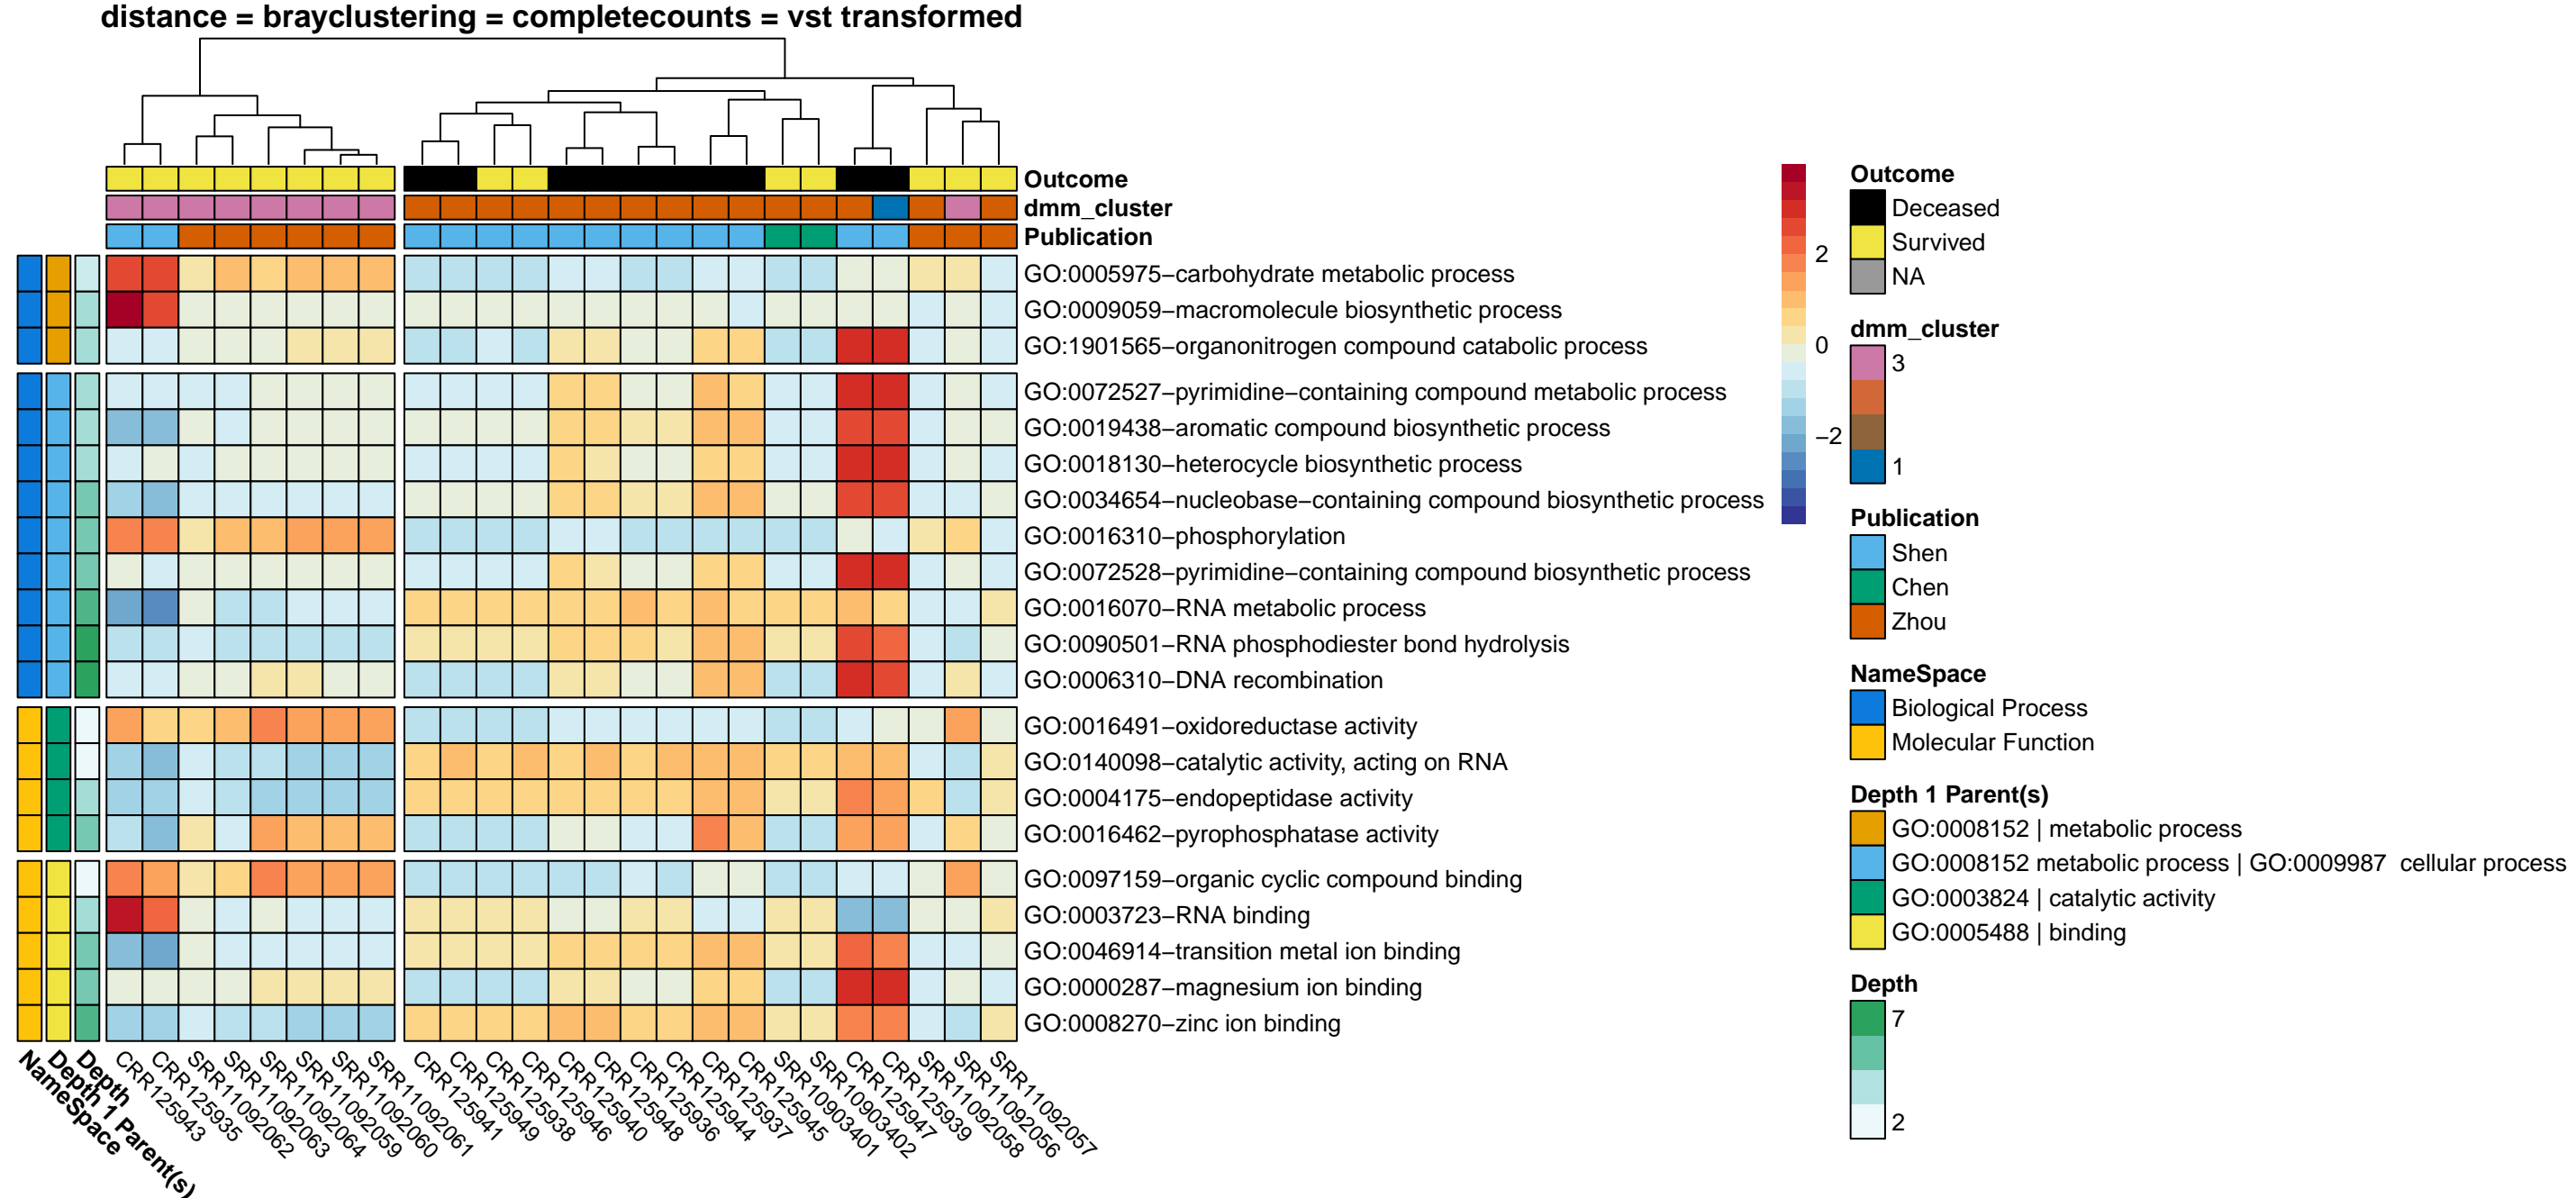 distance = brayclustering = completecounts = vst transformed
Outcome
dmm_cluster
Publication
GO:0005975−carbohydrate metabolic process
GO:0009059−macromolecule biosynthetic process
GO:1901565−organonitrogen compound catabolic process
GO:0072527−pyrimidine−containing compound metabolic process
GO:0019438−aromatic compound biosynthetic process
GO:0018130−heterocycle biosynthetic process
GO:0034654−nucleobase−containing compound biosynthetic process
GO:0016310−phosphorylation
GO:0072528−pyrimidine−containing compound biosynthetic process
GO:0016070−RNA metabolic process
GO:0090501−RNA phosphodiester bond hydrolysis
GO:0006310−DNA recombination
GO:0016491−oxidoreductase activity
GO:0140098−catalytic activity, acting on RNA
GO:0004175−endopeptidase activity
GO:0016462−pyrophosphatase activity
GO:0097159−organic cyclic compound binding
GO:0003723−RNA binding
GO:0046914−transition metal ion binding
GO:0000287−magnesium ion binding
GO:0008270−zinc ion binding
NameSpace
Depth 1 Parent(s)
Depth
CRR125943
CRR125935
SRR11092062
SRR11092063
SRR11092064
SRR11092059
SRR11092060
SRR11092061
CRR125941
CRR125949
CRR125938
CRR125946
CRR125940
CRR125948
CRR125936
CRR125944
CRR125937
CRR125945
SRR10903401
SRR10903402
CRR125947
CRR125939
SRR11092058
SRR11092056
SRR11092057
2
0
−2
Outcome
Deceased
Survived
NA
dmm_cluster
3
1
Publication
Shen
Chen
Zhou
NameSpace
Biological Process
Molecular Function
Depth 1 Parent(s)
GO:0008152 | metabolic process
GO:0008152 metabolic process | GO:0009987  cellular process
GO:0003824 | catalytic activity
GO:0005488 | binding
Depth
7
2